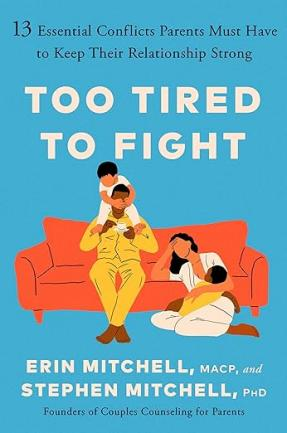 13 Essential Conflicts Parents Must Have
to Keep Their Relationship Strong
TOO TIRED
TO FIGHT
ERIN MITCHELL, MACP, and
STEPHEN MITCHELL, PhD
Founders of Couples Counseling for Parents